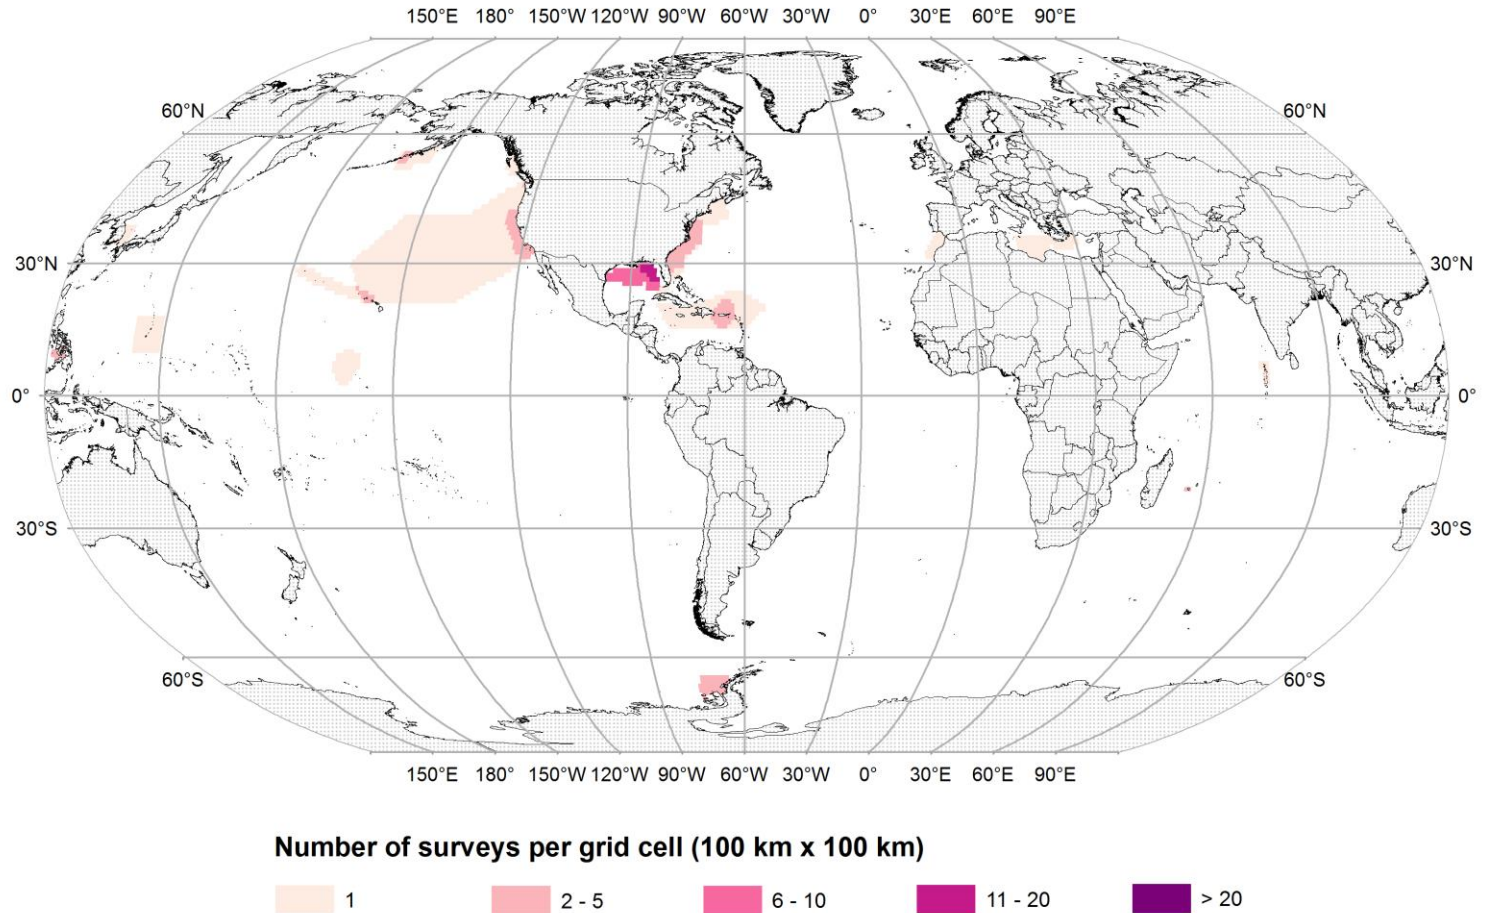 150°E 180° 150°W 120°W 90°W 60°W 30°W 0° 30°E 60°E 90°E
60°N 60°N
30°N 30°N
0° 0°
30°S 30°S
60°S 60°S
150°E 180° 150°W 120°W 90°W 60°W 30°W 0° 30°E 60°E 90°E
Number of surveys per grid cell (100 km x 100 km)
1 2 - 5 6 - 10 11 - 20 > 20